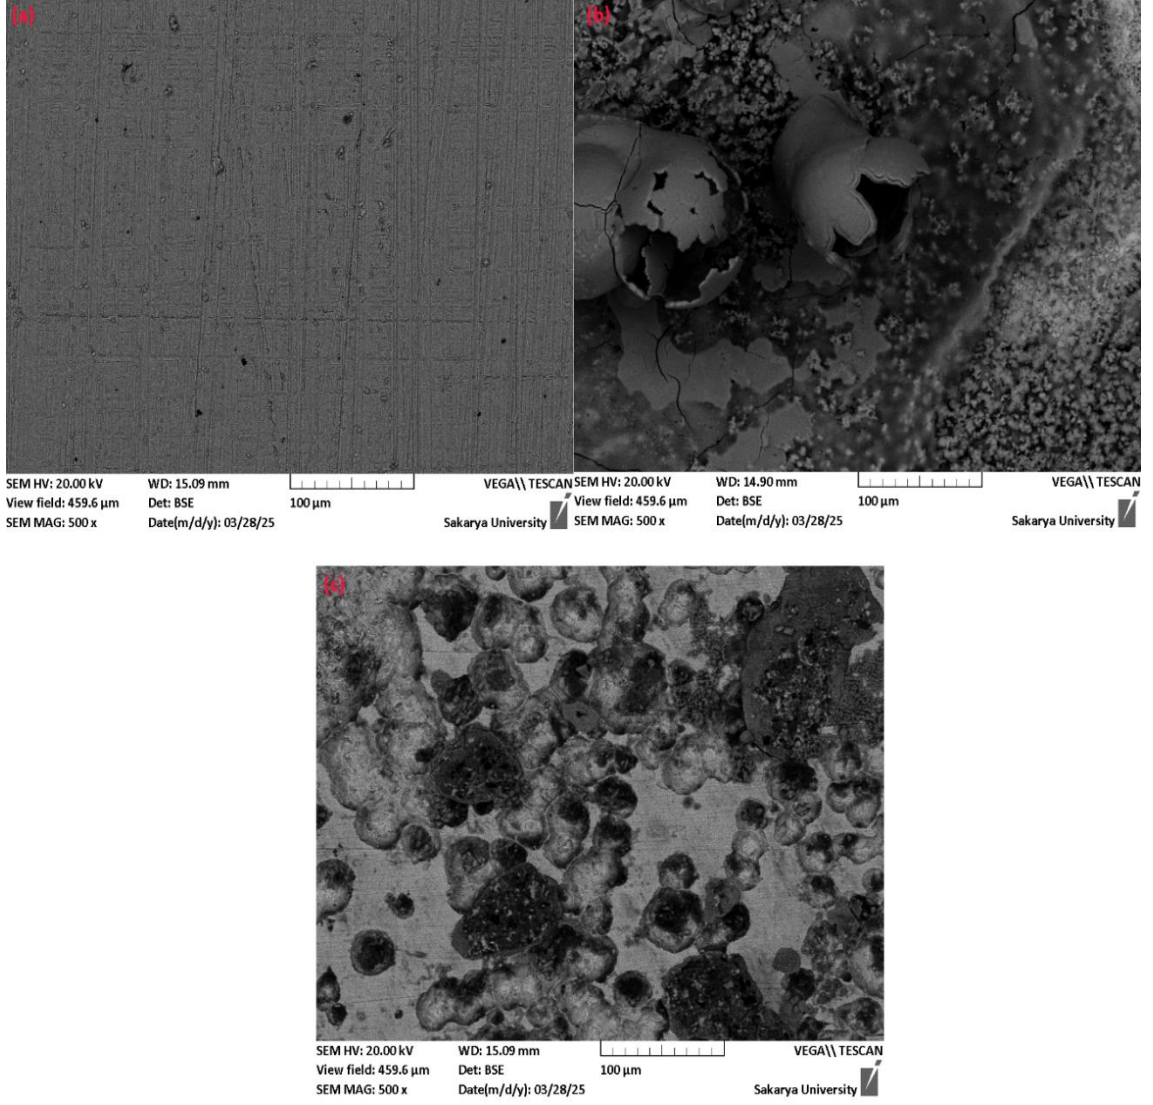 (a)
SEM HV: 20.00 kV WD: 15.09 mm VEGA\\ TESCAN
View field: 459.6 µm Det: BSE 100 µm
SEM MAG: 500 x Date(m/d/y): 03/28/25 Sakarya University
(b)
SEM HV: 20.00 kV WD: 14.90 mm VEGA\\ TESCAN
View field: 459.6 µm Det: BSE 100 µm
SEM MAG: 500 x Date(m/d/y): 03/28/25 Sakarya University
(c)
SEM HV: 20.00 kV WD: 15.09 mm VEGA\\ TESCAN
View field: 459.6 µm Det: BSE 100 µm
SEM MAG: 500 x Date(m/d/y): 03/28/25 Sakarya University